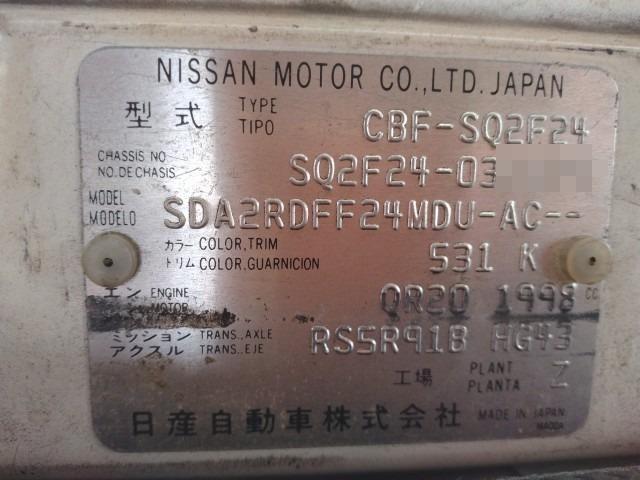 NISSAN MOTOR CO.,LTD. JAPAN
型式 TYPE TIPO CBF-SQ2F24
CHASSIS NO
NO. DE CHASIS SQ2F24-03
MODEL
MODELO SDA2RDFF24MDU-AC--
カラー COLOR, TRIM
トリム COLOR, GUARNICION 531 K
エンジン ENGINE
MOTOR QR20 1998 CC
ミッション TRANS., AXLE
アクスル TRANS., EJE RS5R91B HG43
工場 PLANT
PLANTA Z
日産自動車株式会社 MADE IN JAPAN